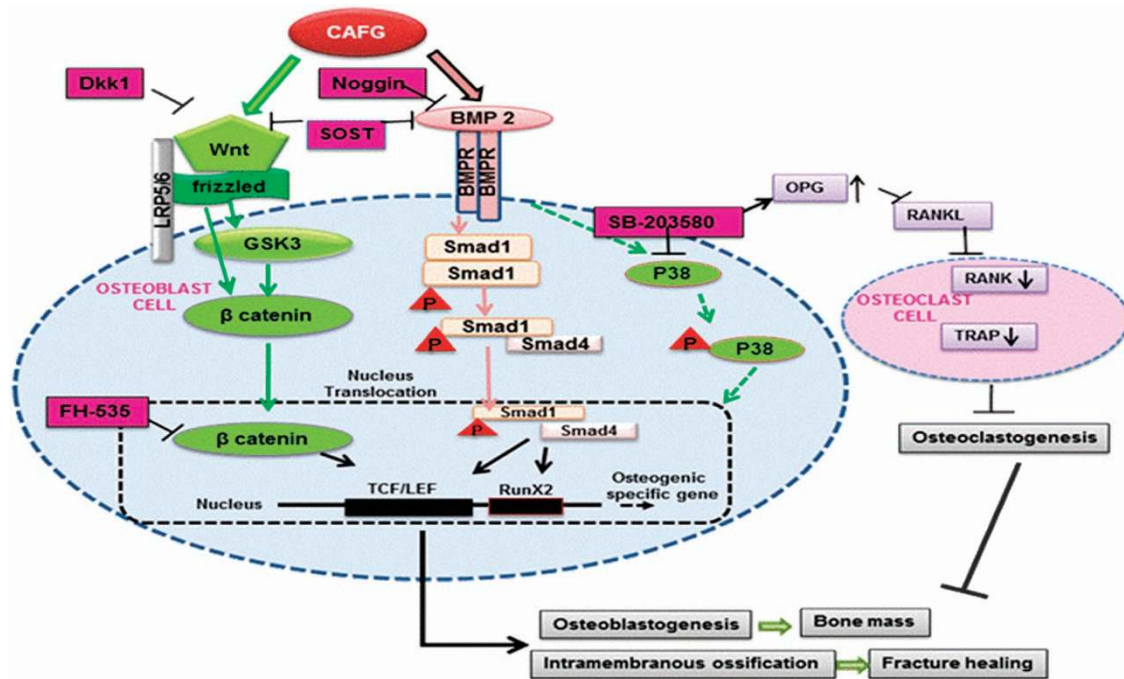 CAFG
Dkk1
Noggin
BMP 2
SOST
Wnt
LRP5/6
frizzled
BMPR
BMPR
OPG
RANKL
SB-203580
GSK3
Smad1
Smad1
P38
RANK
OSTEOBLAST
CELL
OSTEOCLAST
CELL
β catenin
P
Smad1
P
Smad4
P
P38
TRAP
Nucleus
Translocation
FH-535
β catenin
Smad1
P
Smad4
Osteoclastogenesis
TCF/LEF
RunX2
Osteogenic
specific gene
Nucleus
Osteoblastogenesis
Bone mass
Intramembranous ossification
Fracture healing